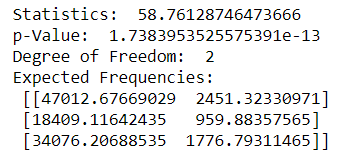 Statistics:  58.76128746473666
p-Value:  1.7383953525575391e-13
Degree of Freedom:  2
Expected Frequencies:
 [[47012.67669029  2451.32330971]
 [18409.11642435   959.88357565]
 [34076.20688535  1776.79311465]]